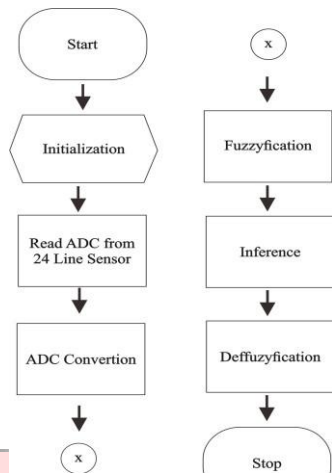 Start
Initialization
Read ADC from
24 Line Sensor
ADC Convertion
x
x
Fuzzyfication
Inference
Deffuzyfication
Stop